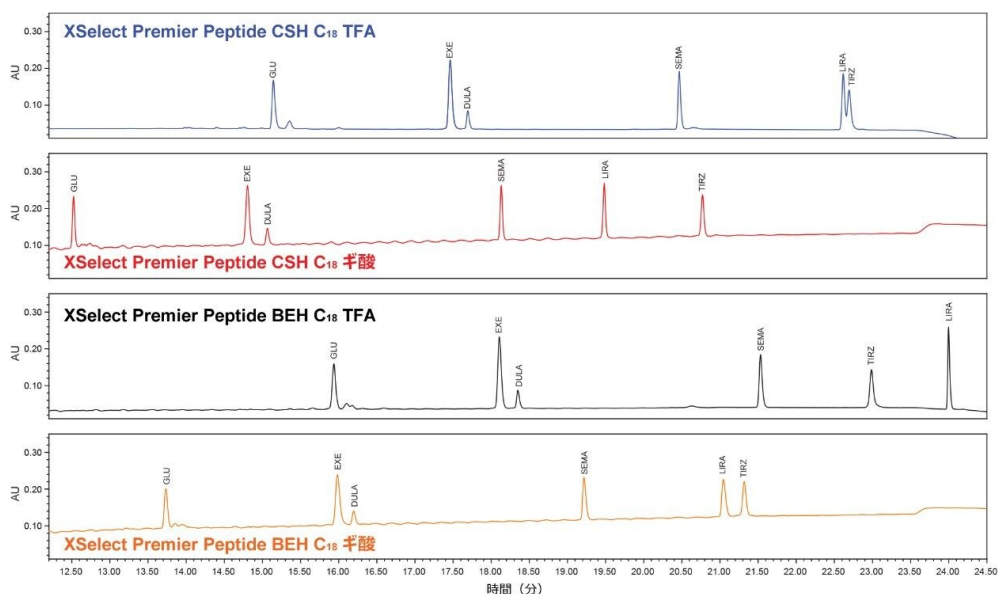 XSelect Premier Peptide CSH C₁₈ TFA
AU
0.30
0.20
0.10
GLU
EXE
DULA
SEMA
LIRA
TIRZ
AU
0.30
0.20
0.10
GLU
EXE
DULA
SEMA
LIRA
TIRZ
XSelect Premier Peptide CSH C₁₈ ギ酸
XSelect Premier Peptide BEH C₁₈ TFA
AU
0.30
0.20
0.10
GLU
EXE
DULA
SEMA
TIRZ
LIRA
AU
0.30
0.20
0.10
GLU
EXE
DULA
SEMA
LIRA
TIRZ
XSelect Premier Peptide BEH C₁₈ ギ酸
12.50 13.00 13.50 14.00 14.50 15.00 15.50 16.00 16.50 17.00 17.50 18.00 18.50 19.00 19.50 20.00 20.50 21.00 21.50 22.00 22.50 23.00 23.50 24.00 24.50
時間（分）